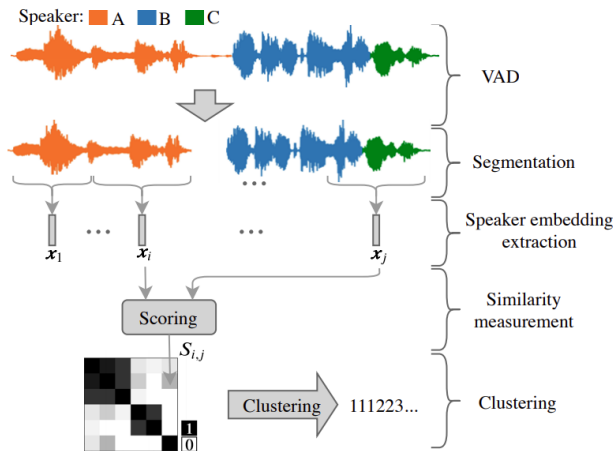 Speaker: A B C
VAD
Segmentation
...
Speaker embedding
extraction
x1 ... xi ... xj
Similarity
measurement
Scoring
Si,j
1
0
Clustering 111223...
Clustering